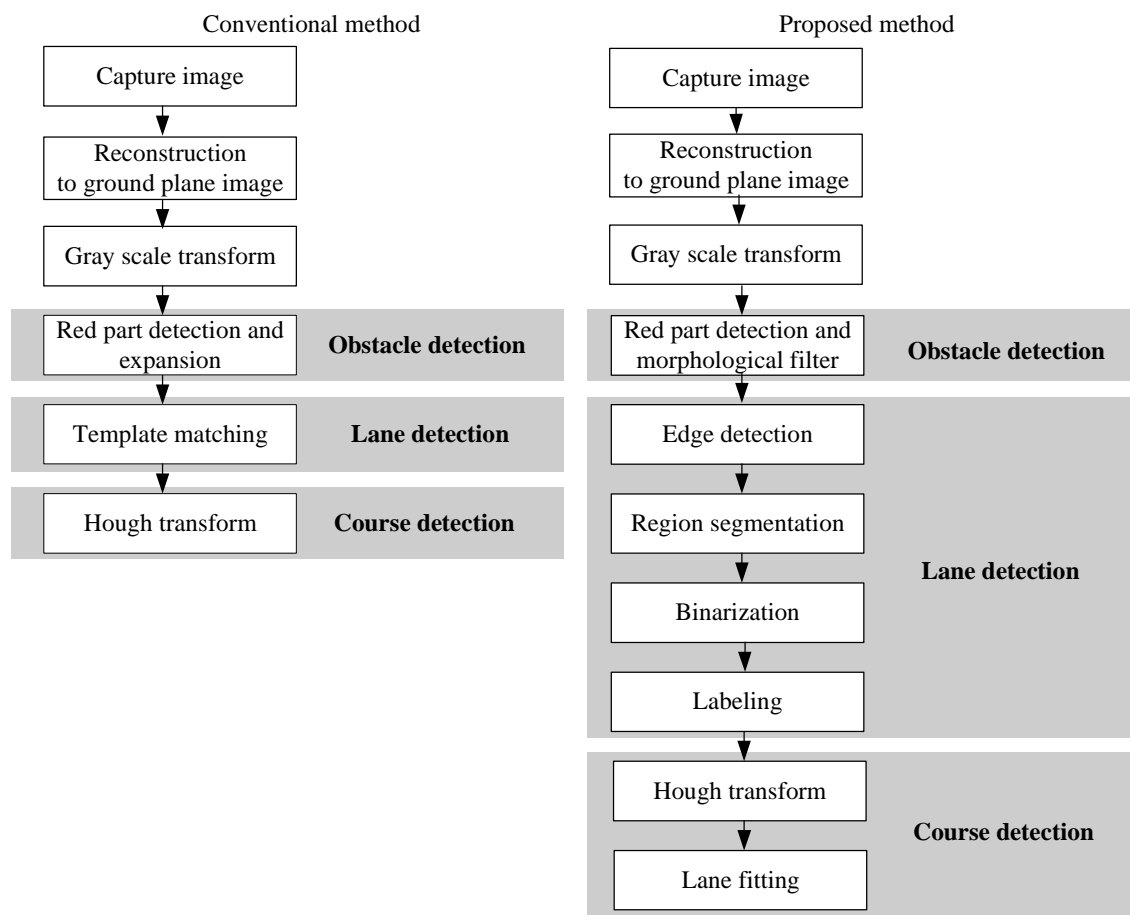 Conventional method
Capture image
Reconstruction
to ground plane image
Gray scale transform
Red part detection and
expansion
Obstacle detection
Template matching
Lane detection
Hough transform
Course detection
Proposed method
Capture image
Reconstruction
to ground plane image
Gray scale transform
Red part detection and
morphological filter
Obstacle detection
Edge detection
Region segmentation
Binarization
Labeling
Lane detection
Hough transform
Lane fitting
Course detection